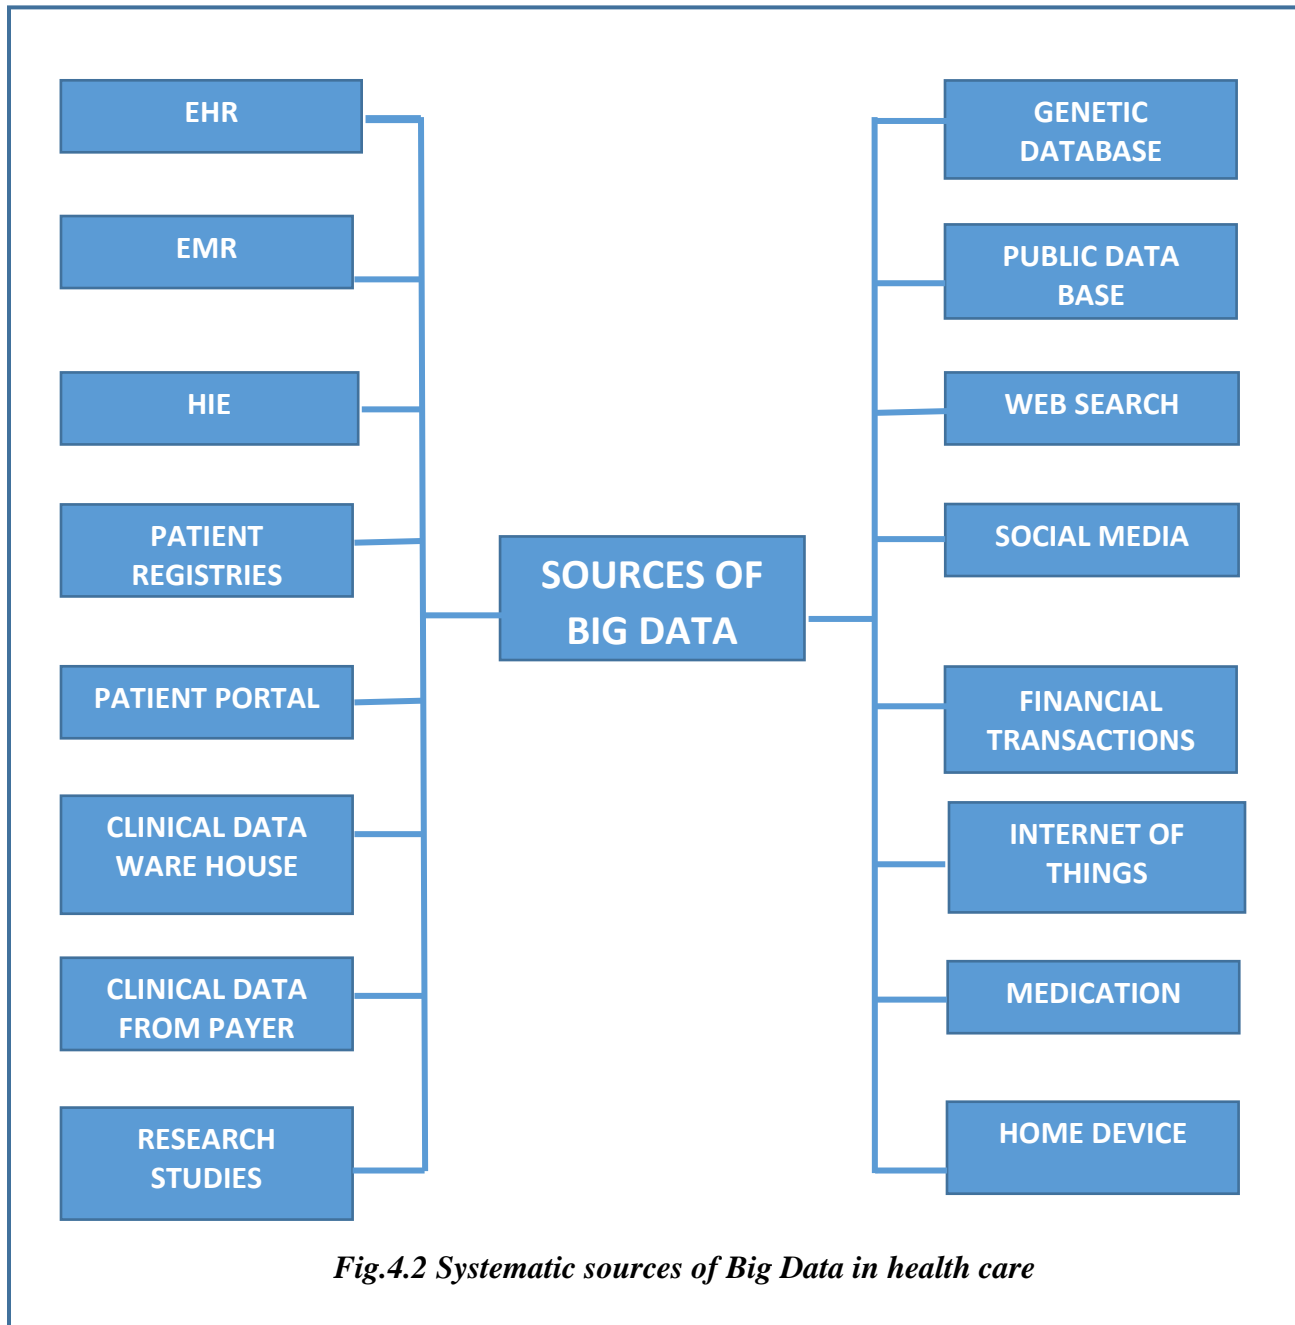 EHR
EMR
HIE
PATIENT
REGISTRIES
PATIENT PORTAL
CLINICAL DATA
WARE HOUSE
CLINICAL DATA
FROM PAYER
RESEARCH
STUDIES
SOURCES OF
BIG DATA
GENETIC
DATABASE
PUBLIC DATA
BASE
WEB SEARCH
SOCIAL MEDIA
FINANCIAL
TRANSACTIONS
INTERNET OF
THINGS
MEDICATION
HOME DEVICE
Fig.4.2 Systematic sources of Big Data in health care